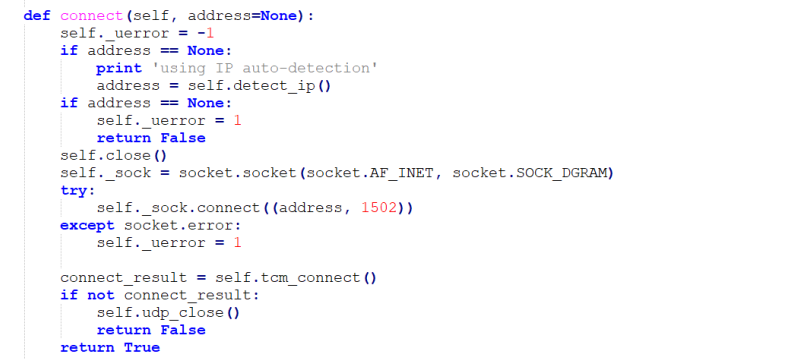 def connect(self, address=None):
    self._uerror = -1
    if address == None:
        print 'using IP auto-detection'
        address = self.detect_ip()
    if address == None:
        self._uerror = 1
        return False
    self.close()
    self._sock = socket.socket(socket.AF_INET, socket.SOCK_DGRAM)
    try:
        self._sock.connect((address, 1502))
    except socket.error:
        self._uerror = 1

    connect_result = self.tcm_connect()
    if not connect_result:
        self.udp_close()
        return False
    return True